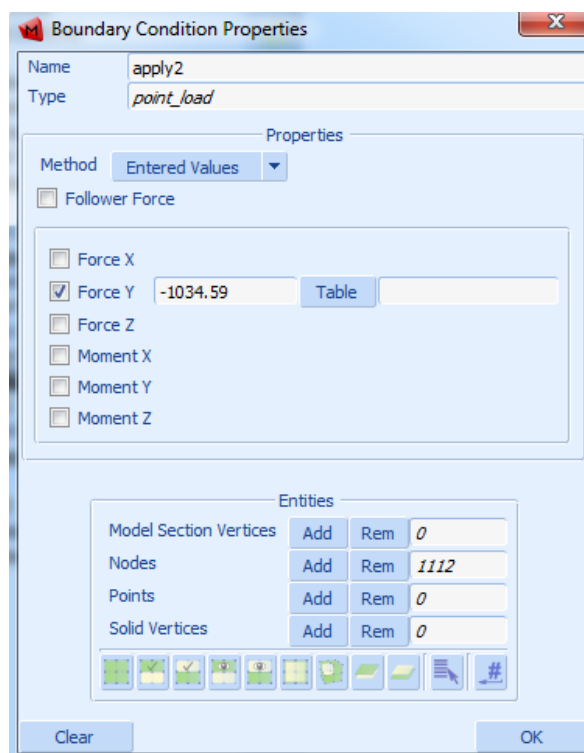 Boundary Condition Properties
Name apply2
Type point_load
Properties
Method Entered Values
Follower Force
Force X
Force Y -1034.59 Table
Force Z
Moment X
Moment Y
Moment Z
Entities
Model Section Vertices Add Rem 0
Nodes Add Rem 1112
Points Add Rem 0
Solid Vertices Add Rem 0
#
Clear OK